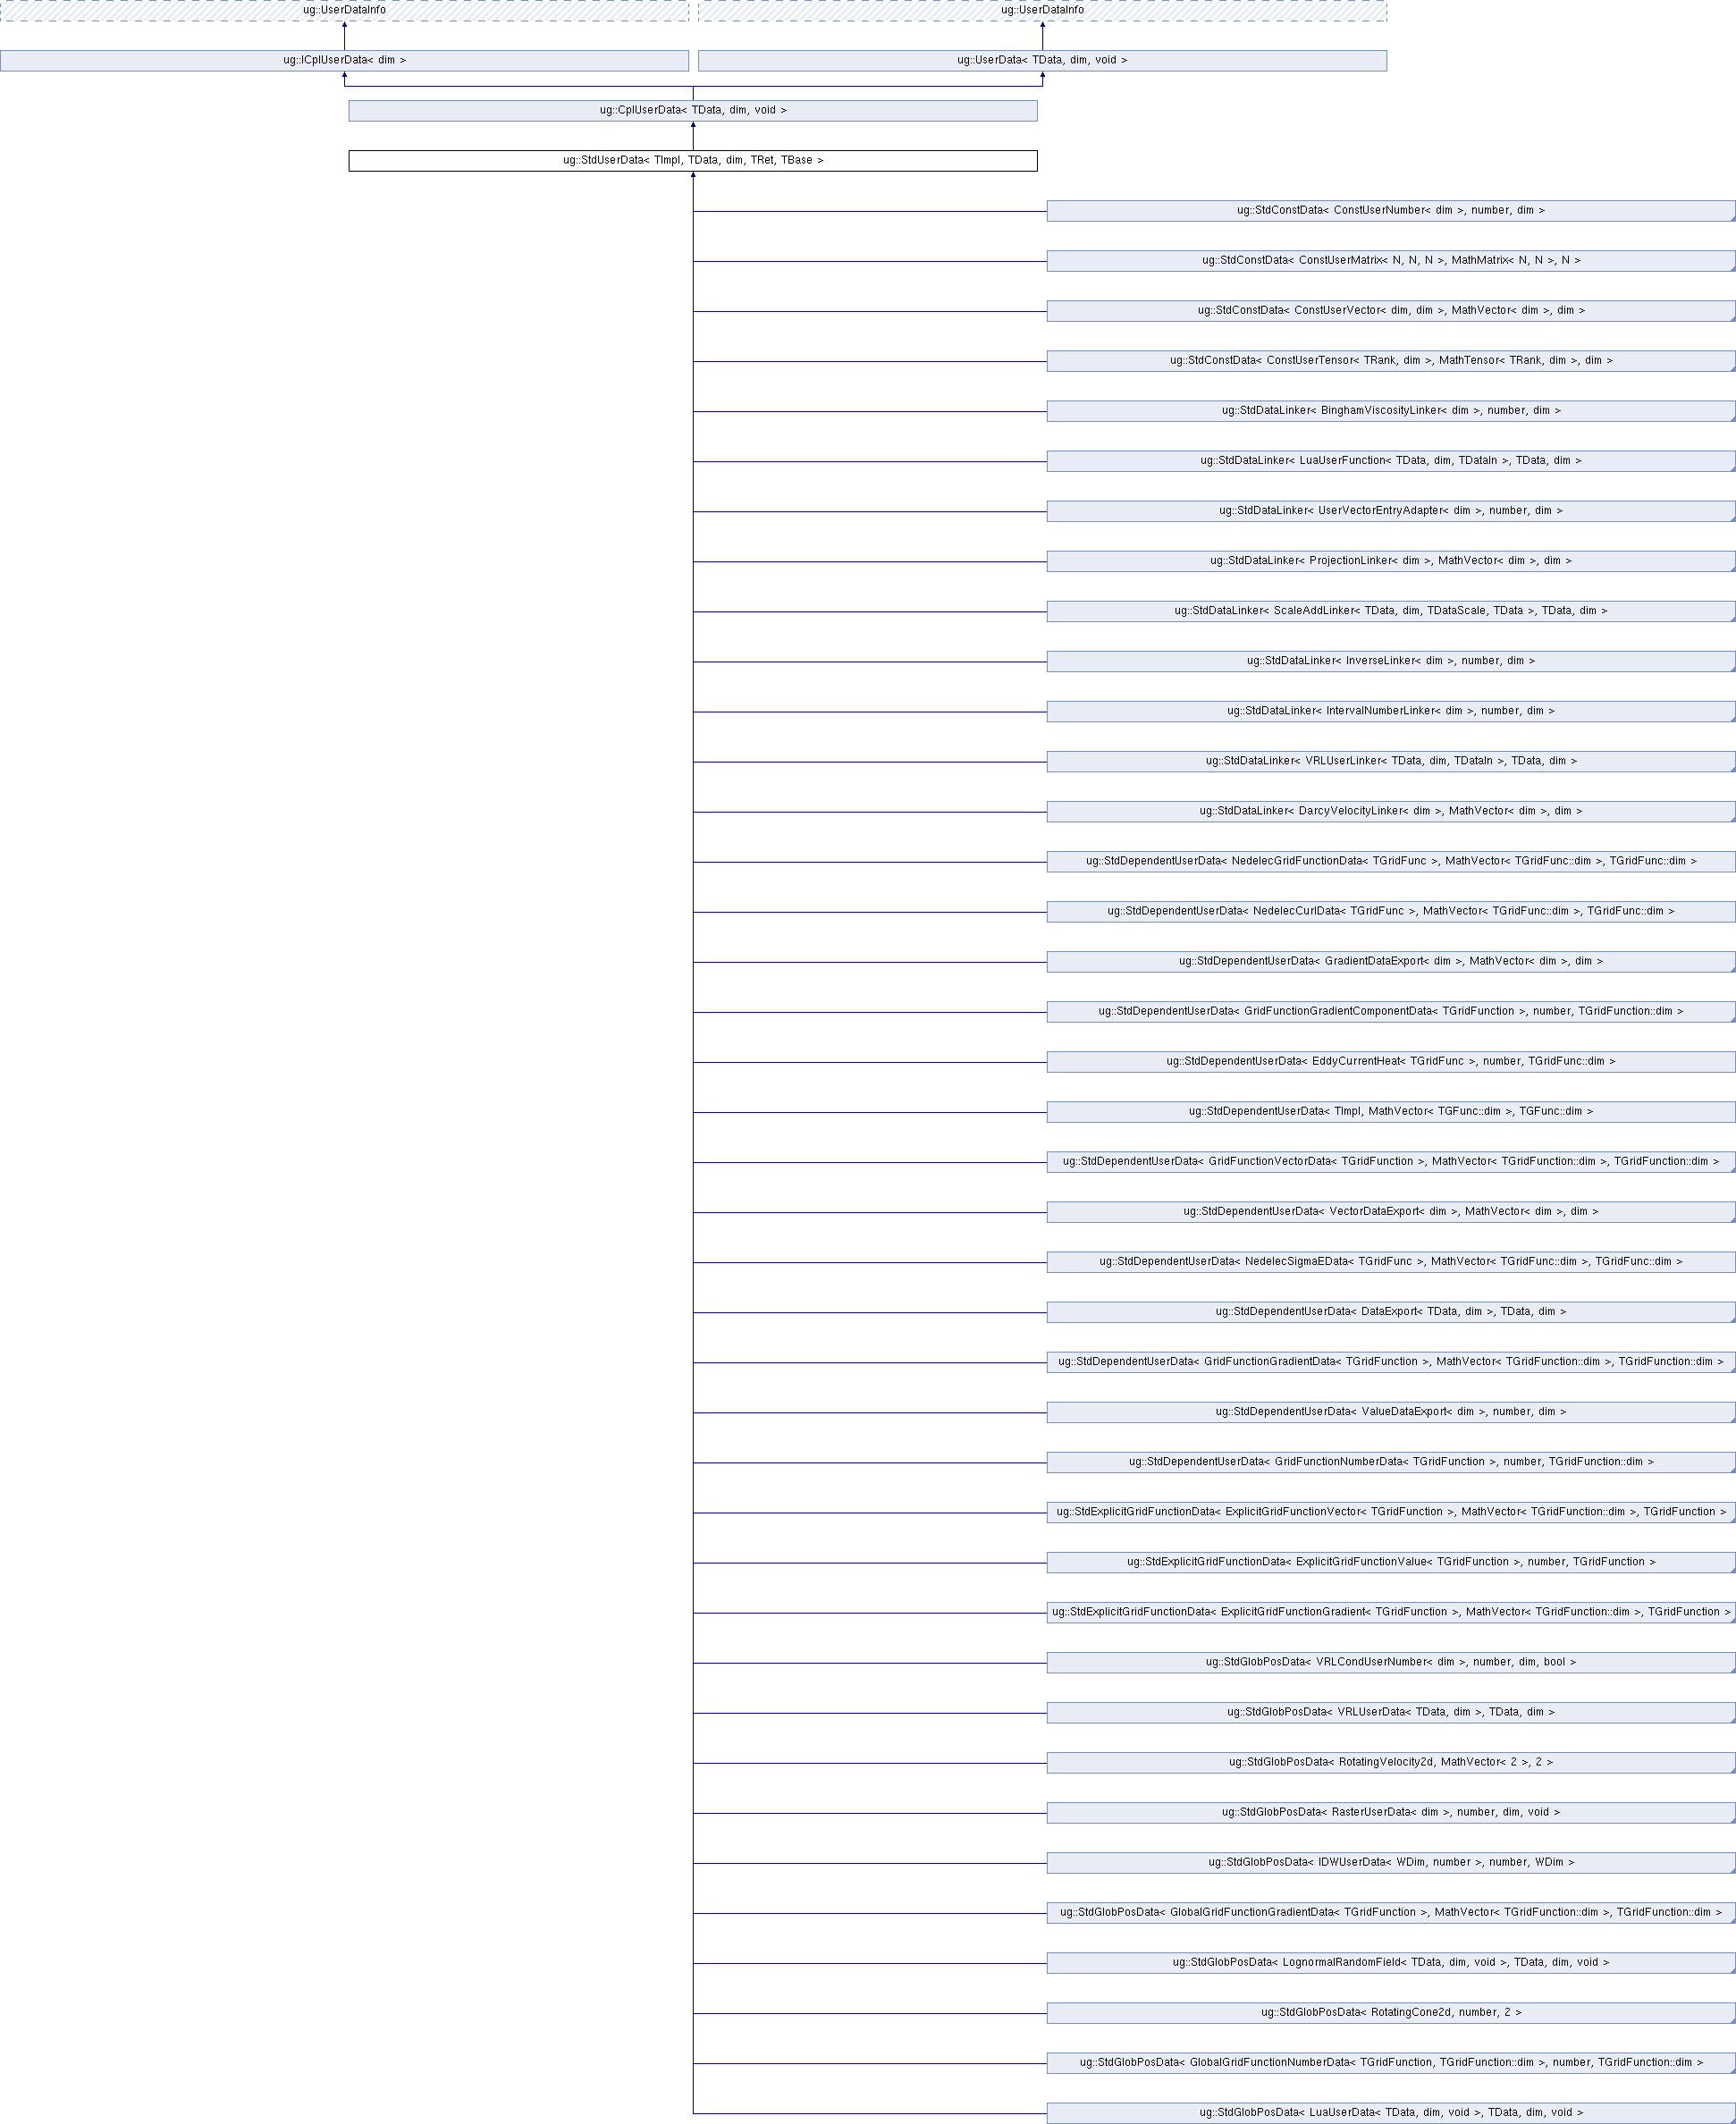 ug::UserDataInfo
ug::UserDataInfo
ug::ICplUserData< dim >
ug::UserData< TData, dim, void >
ug::CplUserData< TData, dim, void >
ug::StdUserData< TImpl, TData, dim, TRet, TBase >
ug::StdConstData< ConstUserNumber< dim >, number, dim >
ug::StdConstData< ConstUserMatrix< N, N, N >, MathMatrix< N, N >, N >
ug::StdConstData< ConstUserVector< dim, dim >, MathVector< dim >, dim >
ug::StdConstData< ConstUserTensor< TRank, dim >, MathTensor< TRank, dim >, dim >
ug::StdDataLinker< BinghamViscosityLinker< dim >, number, dim >
ug::StdDataLinker< LuaUserFunction< TData, dim, TDataIn >, TData, dim >
ug::StdDataLinker< UserVectorEntryAdapter< dim >, number, dim >
ug::StdDataLinker< ProjectionLinker< dim >, MathVector< dim >, dim >
ug::StdDataLinker< ScaleAddLinker< TData, dim, TDataScale, TData >, TData, dim >
ug::StdDataLinker< InverseLinker< dim >, number, dim >
ug::StdDataLinker< IntervalNumberLinker< dim >, number, dim >
ug::StdDataLinker< VRLUserLinker< TData, dim, TDataIn >, TData, dim >
ug::StdDataLinker< DarcyVelocityLinker< dim >, MathVector< dim >, dim >
ug::StdDependentUserData< NedelecGridFunctionData< TGridFunc >, MathVector< TGridFunc::dim >, TGridFunc::dim >
ug::StdDependentUserData< NedelecCurlData< TGridFunc >, MathVector< TGridFunc::dim >, TGridFunc::dim >
ug::StdDependentUserData< GradientDataExport< dim >, MathVector< dim >, dim >
ug::StdDependentUserData< GridFunctionGradientComponentData< TGridFunction >, number, TGridFunction::dim >
ug::StdDependentUserData< EddyCurrentHeat< TGridFunc >, number, TGridFunc::dim >
ug::StdDependentUserData< TImpl, MathVector< TGFunc::dim >, TGFunc::dim >
ug::StdDependentUserData< GridFunctionVectorData< TGridFunction >, MathVector< TGridFunction::dim >, TGridFunction::dim >
ug::StdDependentUserData< VectorDataExport< dim >, MathVector< dim >, dim >
ug::StdDependentUserData< NedelecSigmaEData< TGridFunc >, MathVector< TGridFunc::dim >, TGridFunc::dim >
ug::StdDependentUserData< DataExport< TData, dim >, TData, dim >
ug::StdDependentUserData< GridFunctionGradientData< TGridFunction >, MathVector< TGridFunction::dim >, TGridFunction::dim >
ug::StdDependentUserData< ValueDataExport< dim >, number, dim >
ug::StdDependentUserData< GridFunctionNumberData< TGridFunction >, number, TGridFunction::dim >
ug::StdExplicitGridFunctionData< ExplicitGridFunctionVector< TGridFunction >, MathVector< TGridFunction::dim >, TGridFunction >
ug::StdExplicitGridFunctionData< ExplicitGridFunctionValue< TGridFunction >, number, TGridFunction >
ug::StdExplicitGridFunctionData< ExplicitGridFunctionGradient< TGridFunction >, MathVector< TGridFunction::dim >, TGridFunction >
ug::StdGlobPosData< VRLCondUserNumber< dim >, number, dim, bool >
ug::StdGlobPosData< VRLUserData< TData, dim >, TData, dim >
ug::StdGlobPosData< RotatingVelocity2d, MathVector< 2 >, 2 >
ug::StdGlobPosData< RasterUserData< dim >, number, dim, void >
ug::StdGlobPosData< IDWUserData< WDim, number >, number, WDim >
ug::StdGlobPosData< GlobalGridFunctionGradientData< TGridFunction >, MathVector< TGridFunction::dim >, TGridFunction::dim >
ug::StdGlobPosData< LognormalRandomField< TData, dim, void >, TData, dim, void >
ug::StdGlobPosData< RotatingCone2d, number, 2 >
ug::StdGlobPosData< GlobalGridFunctionNumberData< TGridFunction, TGridFunction::dim >, number, TGridFunction::dim >
ug::StdGlobPosData< LuaUserData< TData, dim, void >, TData, dim, void >